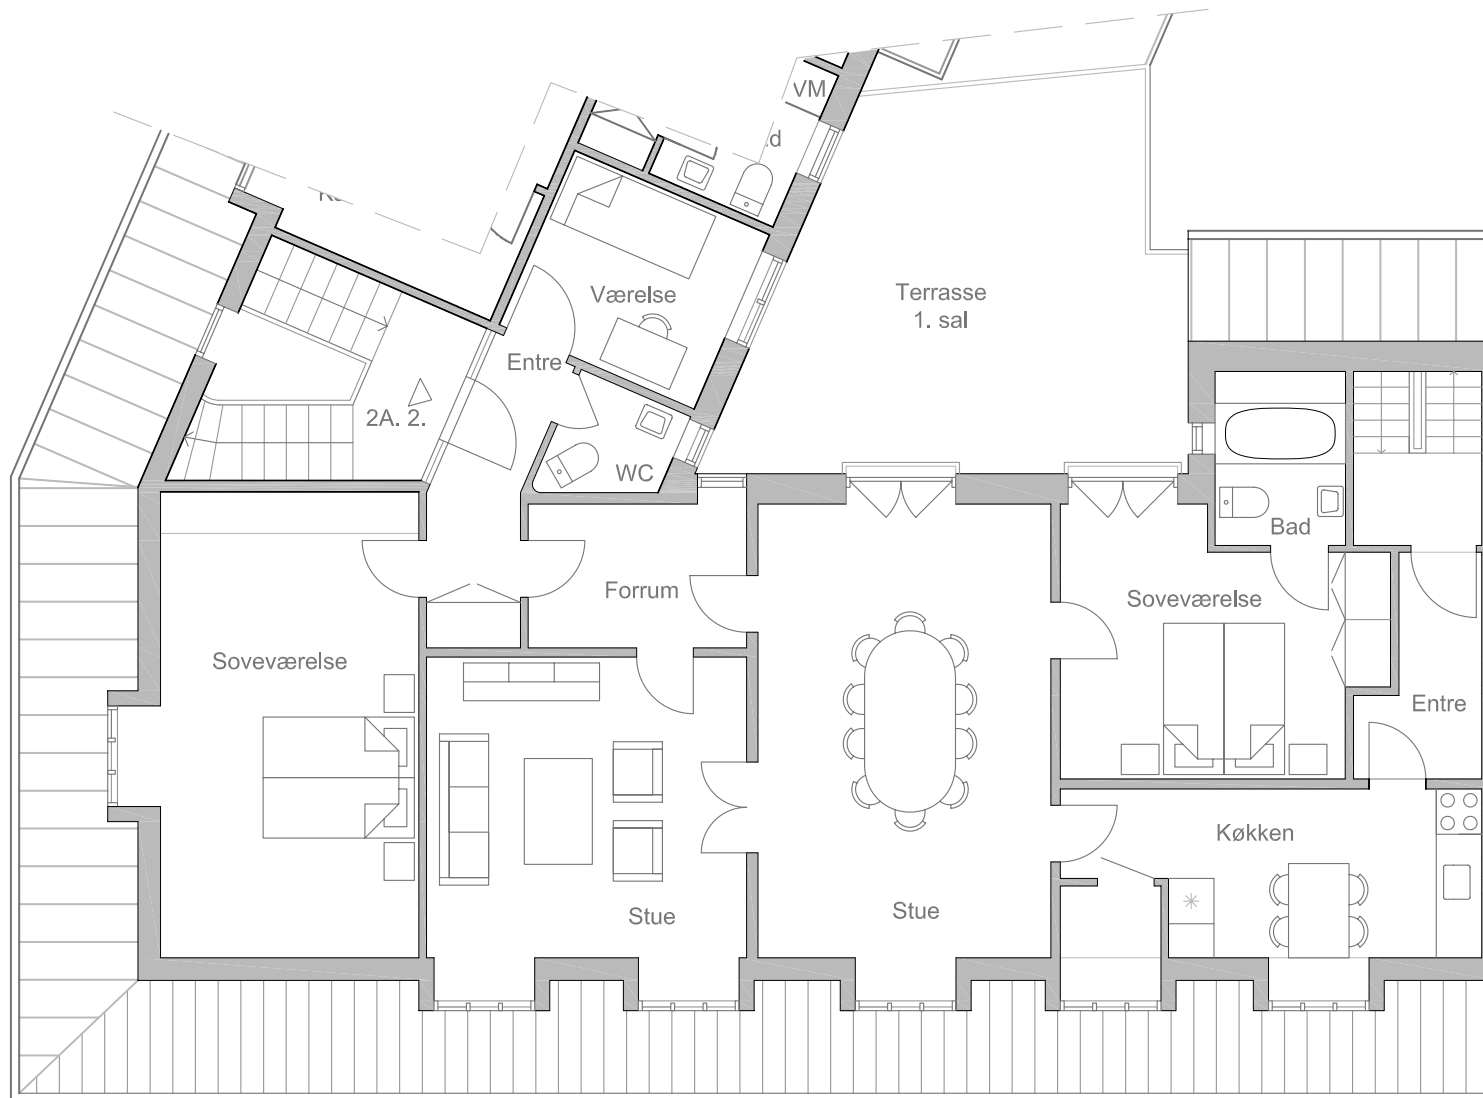 VM
Værelse
Terrasse
1. sal
Entre
2A. 2.
WC
Bad
Forrum
Soveværelse
Soveværelse
Entre
Køkken
Stue
Stue